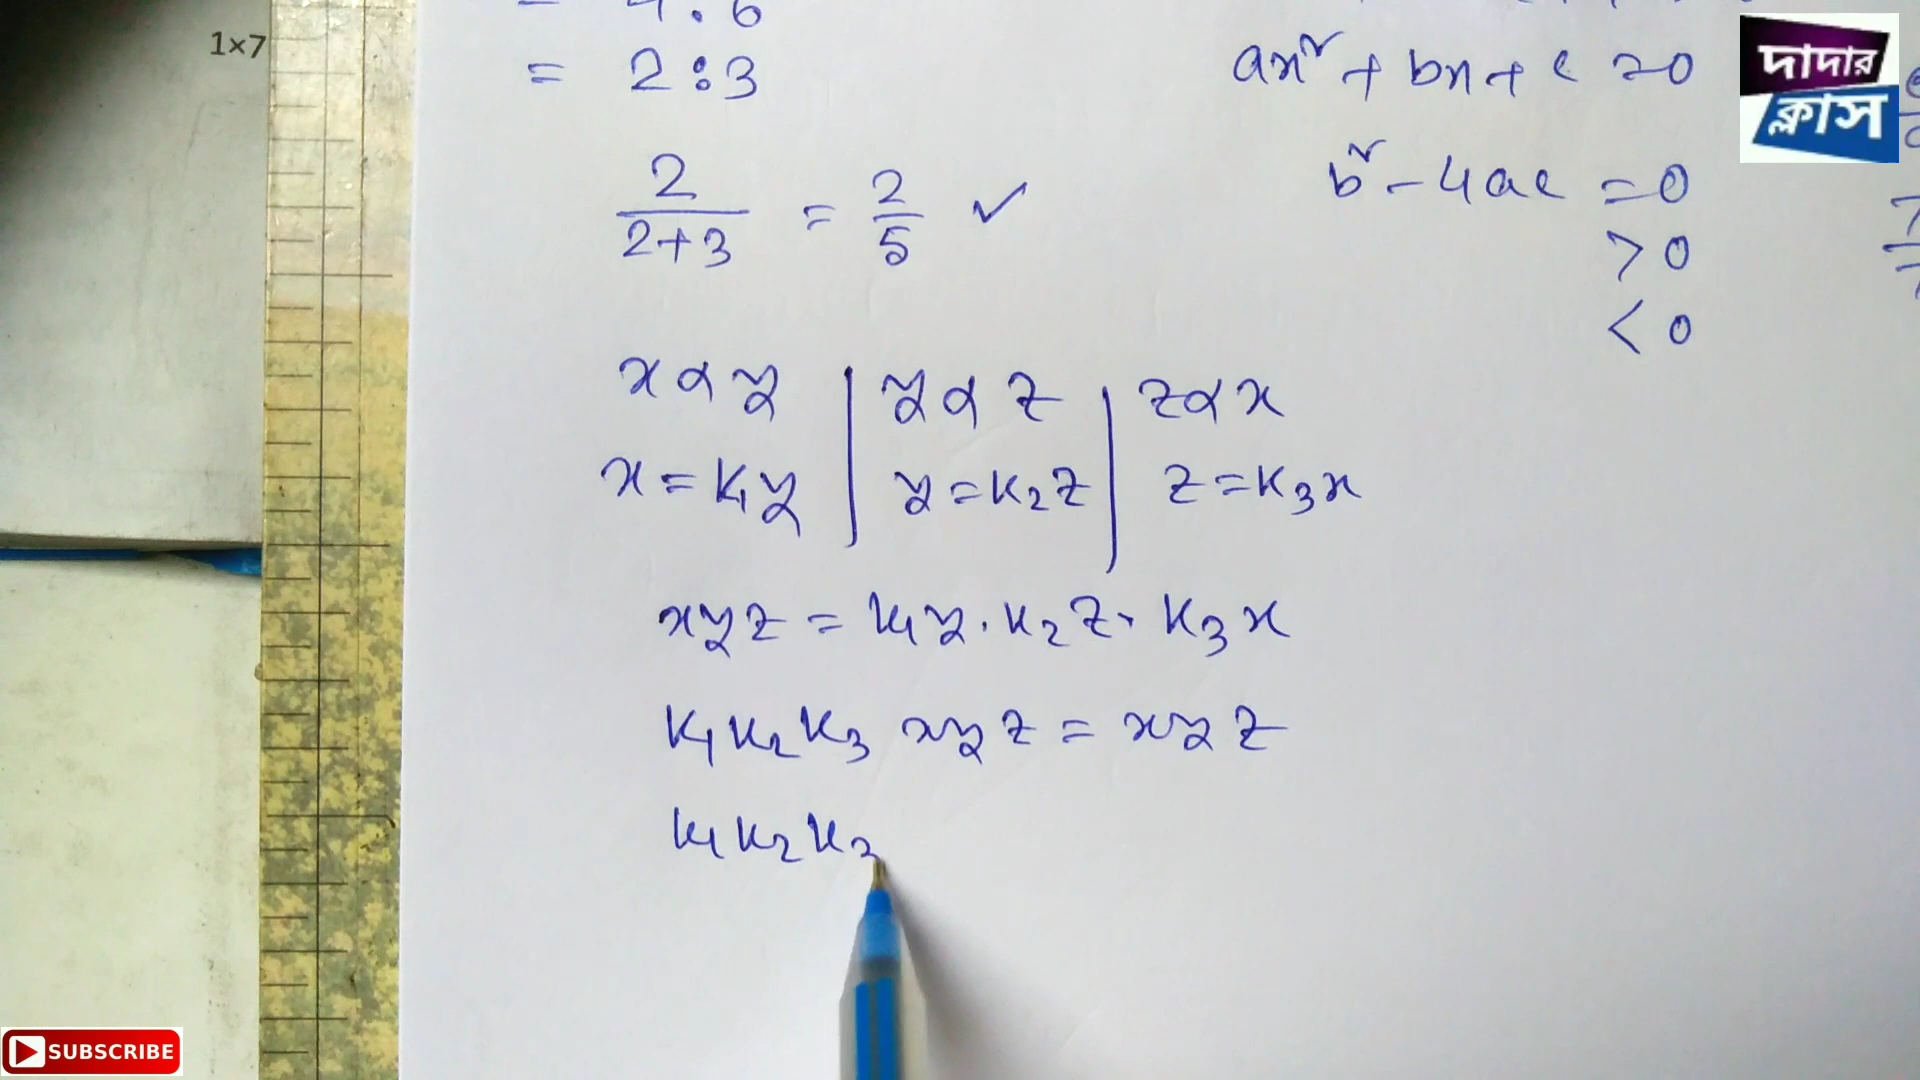 1×7
= 2:3
2/(2+3) = 2/5 ✓
ax² + bx + c = 0
b² - 4ac = 0
> 0
< 0
x ∝ y | y ∝ z | z ∝ x
x = K₁y | y = K₂z | z = K₃x
xyz = K₁y · K₂z · K₃x
K₁K₂K₃ xyz = xyz
K₁K₂K₃
দাদার
ক্লাস
SUBSCRIBE